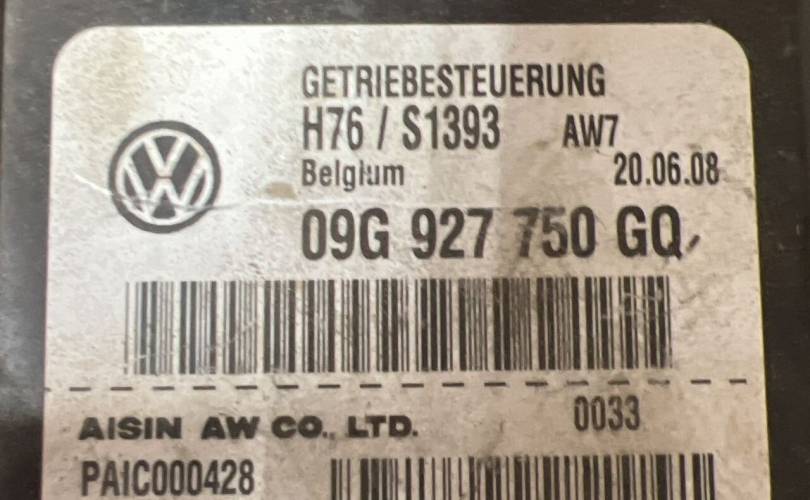 GETRIEBESTEUERUNG
H76 / S1393 AW7
Belgium 20.06.08
09G 927 750 GQ
AISIN AW CO., LTD. 0033
PAIC000428